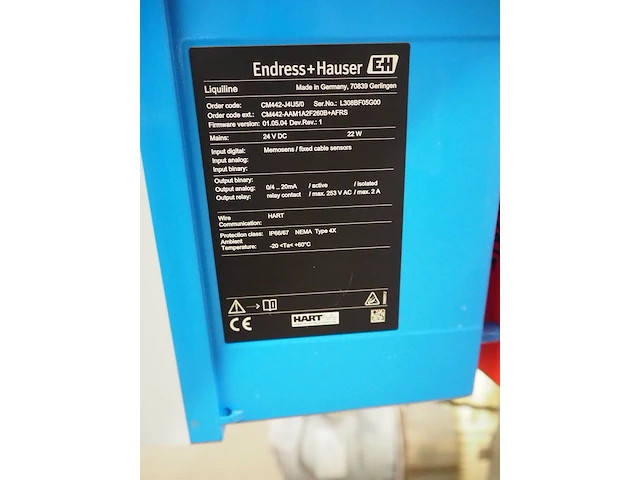 Endress+Hauser EH
Liquiline Made in Germany, 70839 Gerlingen
Order code: CM442-J4U5/0 Ser.No.: L308BF05G00
Order code ext.: CM442-AAM1A2F260B+AFRS
Firmware version: 01.05.04 Dev.Rev.: 1
Mains: 24 V DC 22 W
Input digital: Memosens / fixed cable sensors
Input analog:
Input binary:
Output binary:
Output analog: 0/4 .. 20mA / active / isolated
Output relay: relay contact / max. 253 V AC / max. 2 A
Wire
Communication: HART
Protection class: IP66/67 NEMA Type 4X
Ambient
Temperature: -20 <Ta< +60°C
CE HART